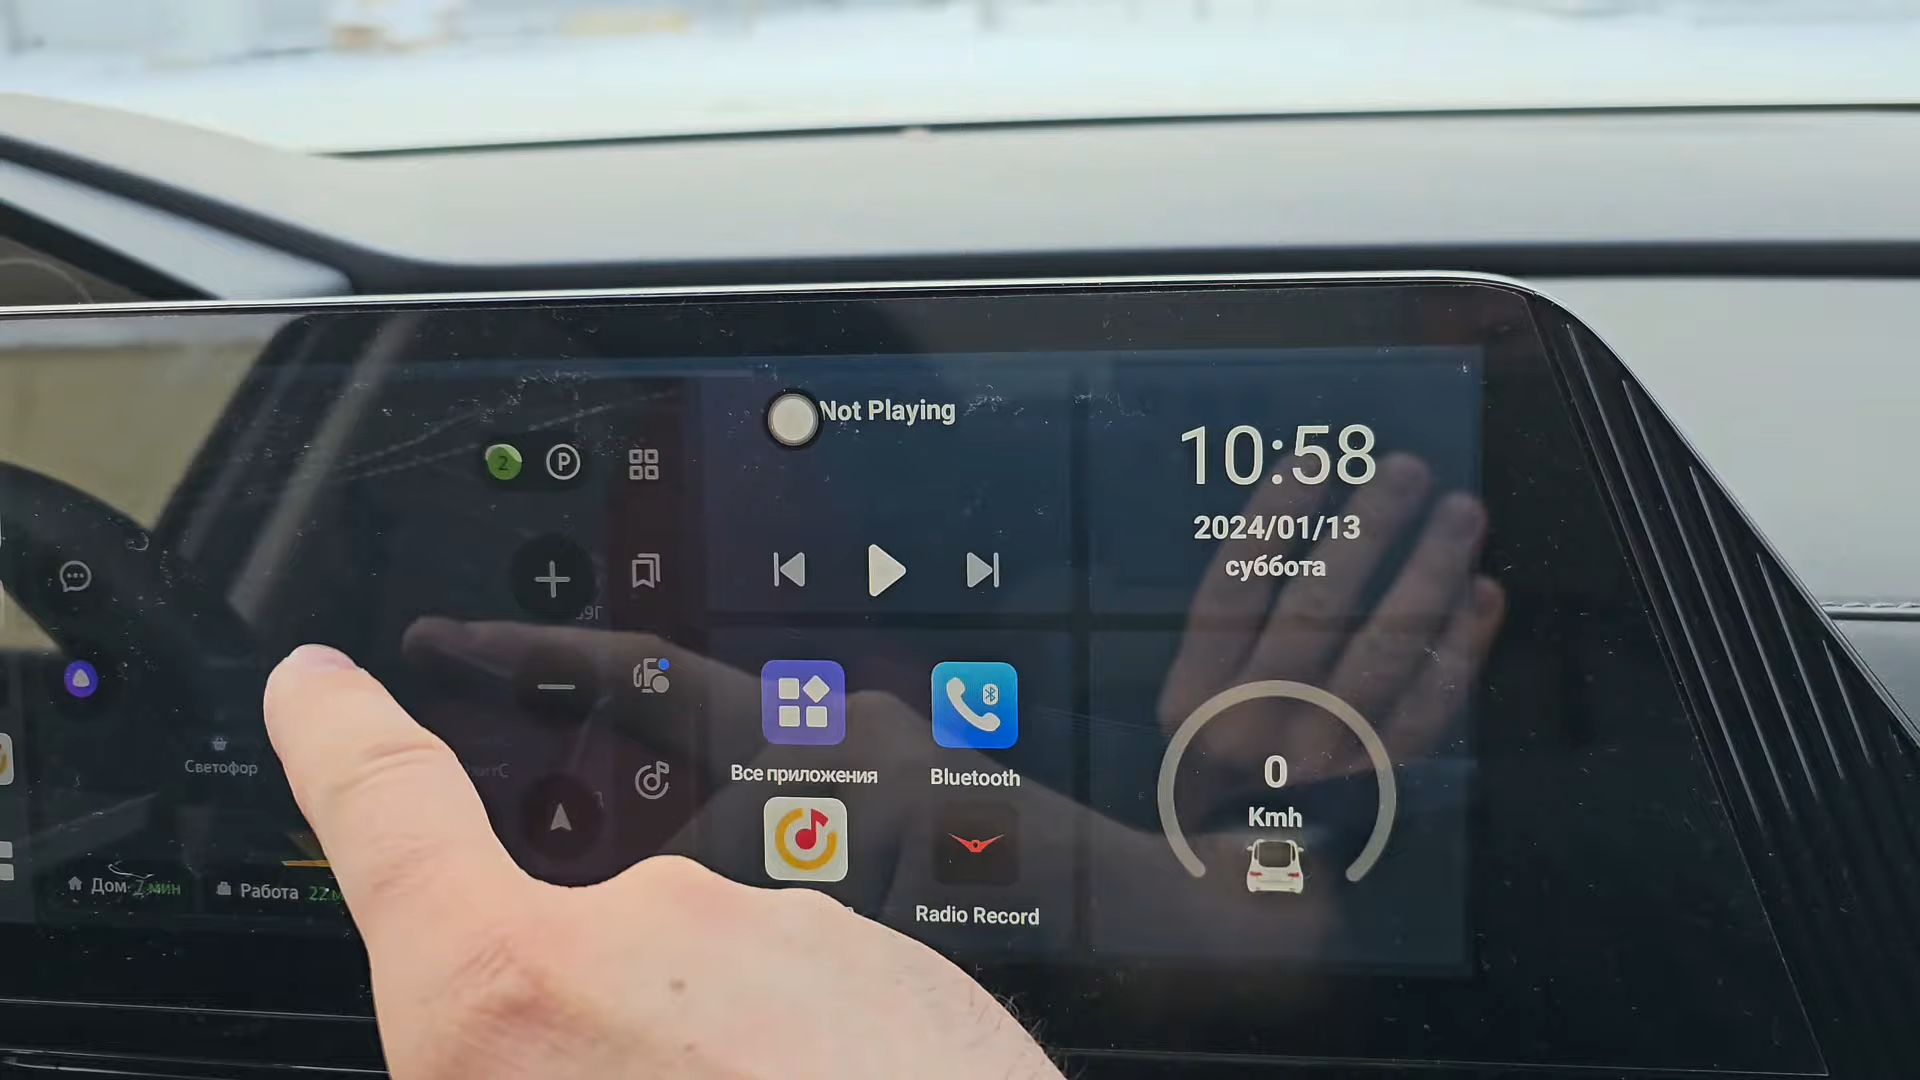 Not Playing
10:58
2024/01/13
суббота
2
P
Светофор
Дом 7 мин
Работа 22
Все приложения
Bluetooth
Radio Record
0
Kmh